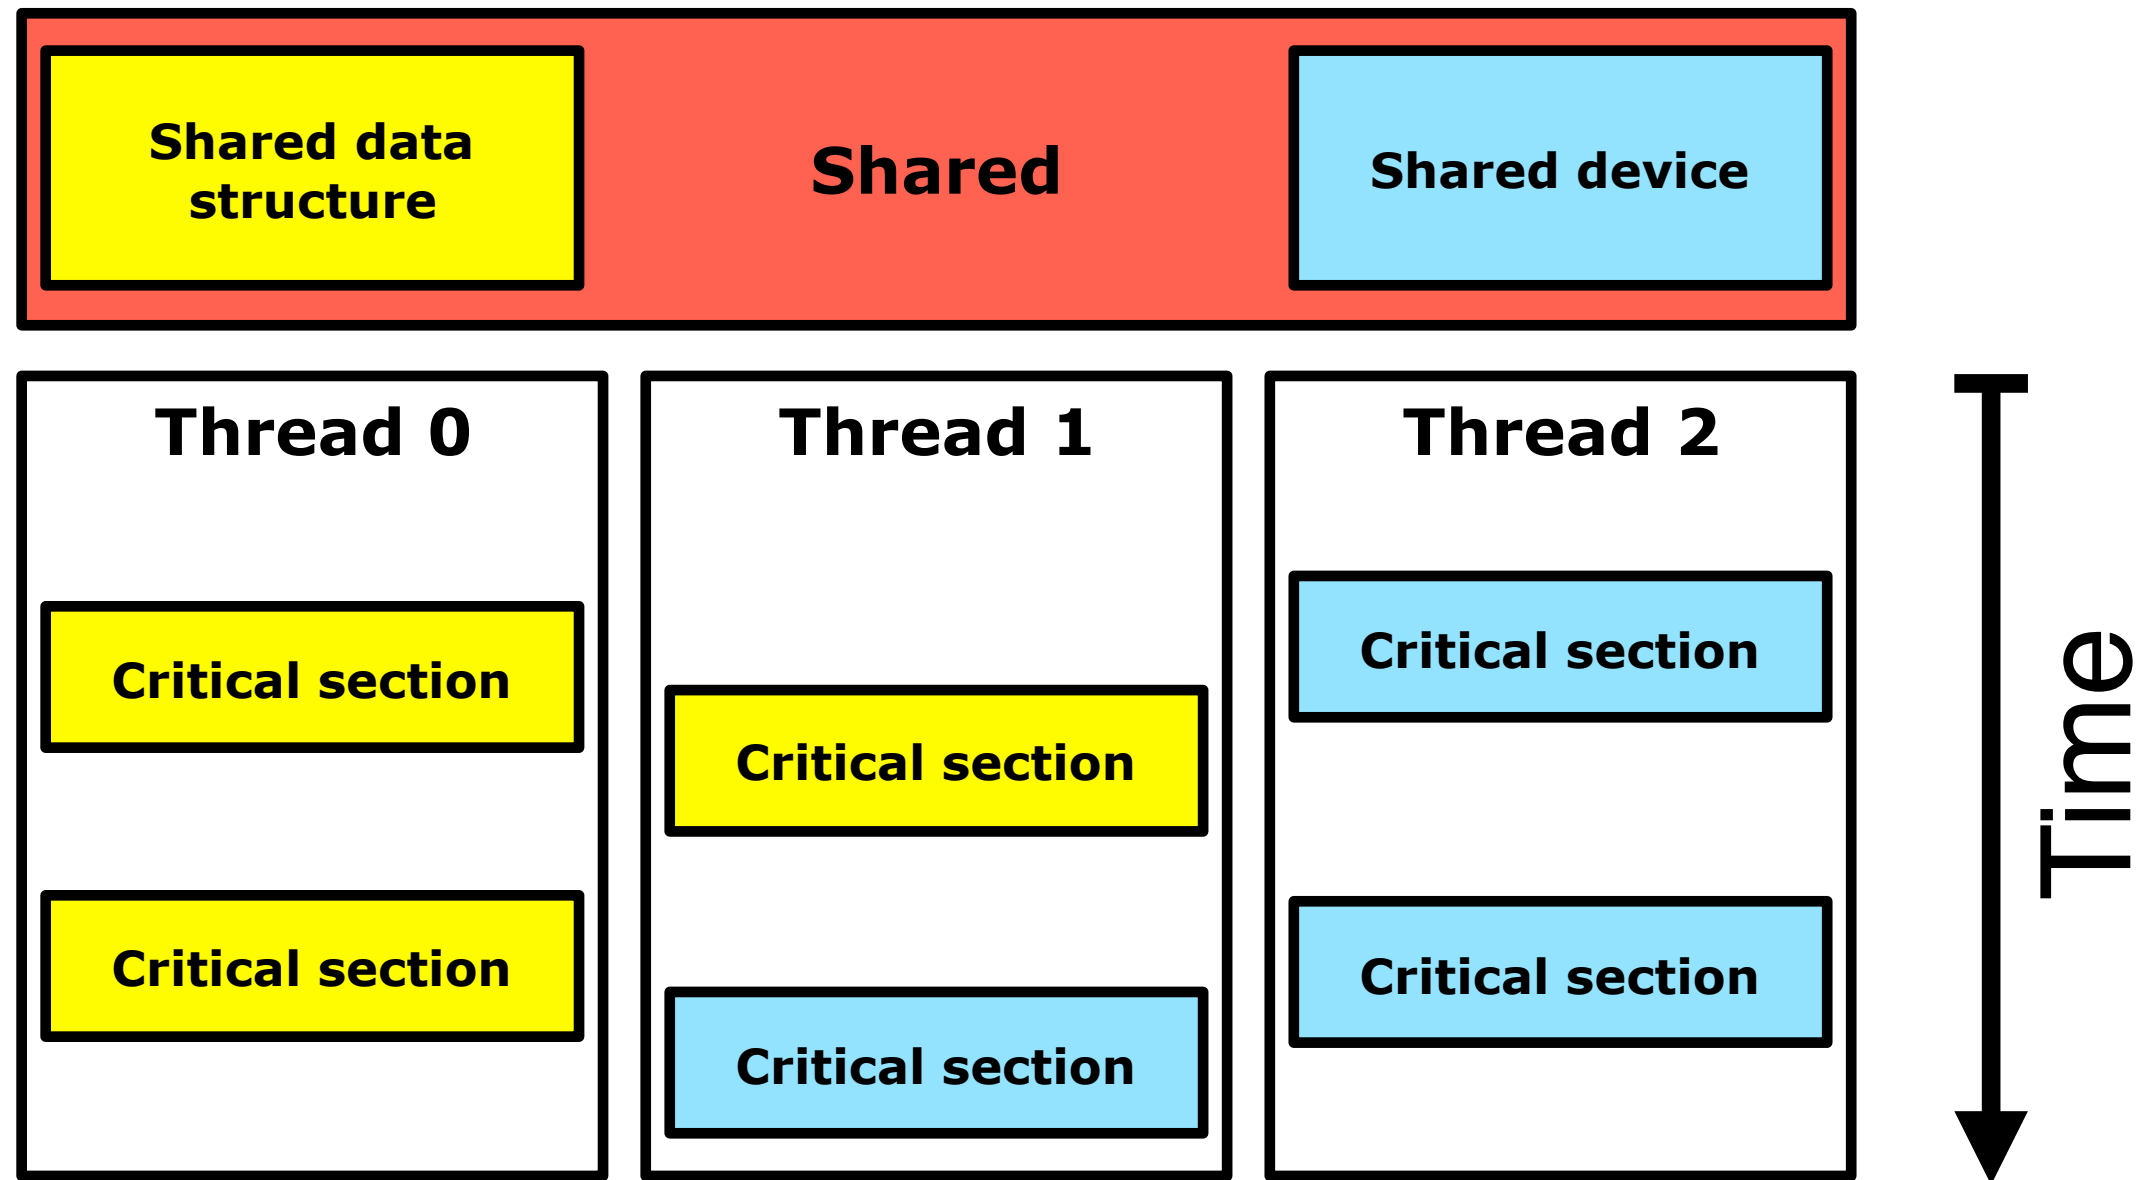 Shared data
structure
Shared
Shared device
Thread 0
Critical section
Critical section
Thread 1
Critical section
Critical section
Thread 2
Critical section
Critical section
Time